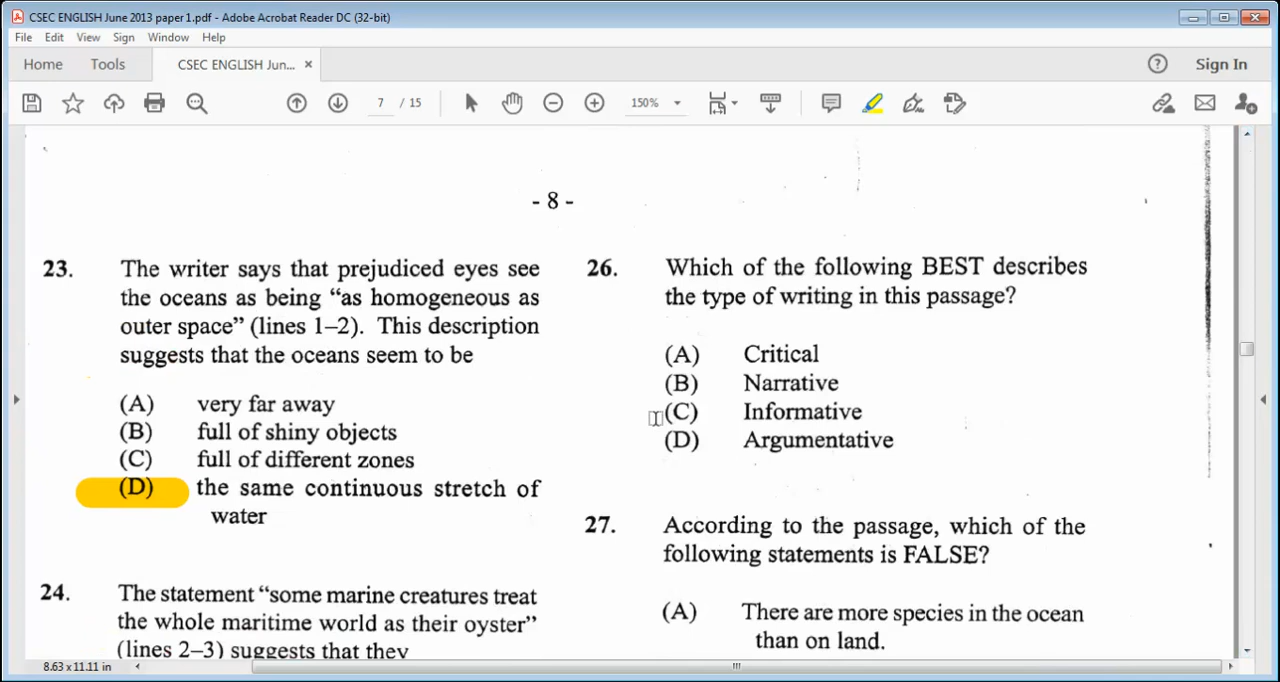 CSEC ENGLISH June 2013 paper1.pdf - Adobe Acrobat Reader DC (32-bit)
File Edit View Sign Window Help
Home Tools CSEC ENGLISH Jun... × Sign In
7 / 15 150%
- 8 -
23. The writer says that prejudiced eyes see
the oceans as being “as homogeneous as
outer space” (lines 1–2). This description
suggests that the oceans seem to be
(A) very far away
(B) full of shiny objects
(C) full of different zones
(D) the same continuous stretch of
water
24. The statement “some marine creatures treat
the whole maritime world as their oyster”
(lines 2–3) suggests that they
26. Which of the following BEST describes
the type of writing in this passage?
(A) Critical
(B) Narrative
(C) Informative
(D) Argumentative
27. According to the passage, which of the
following statements is FALSE?
(A) There are more species in the ocean
than on land.
8.63 x 11.11 in